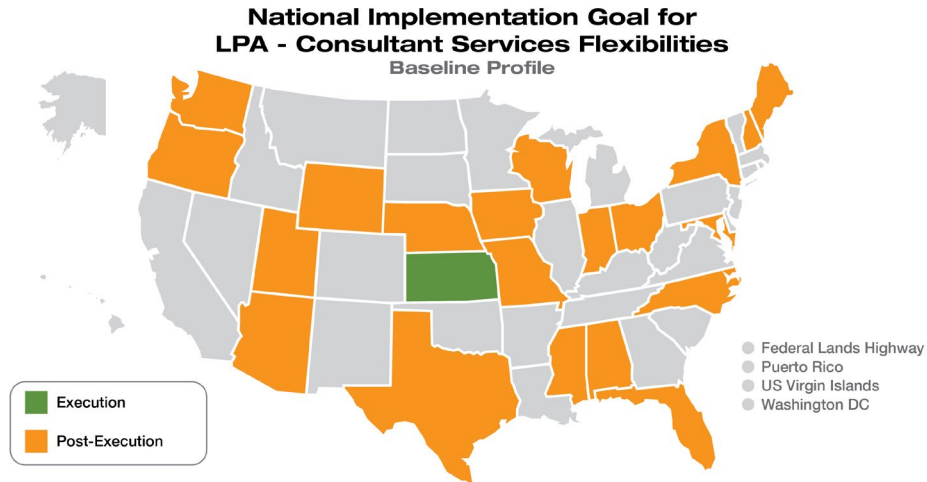 National Implementation Goal for
LPA - Consultant Services Flexibilities
Baseline Profile
Federal Lands Highway
Puerto Rico
US Virgin Islands
Washington DC
Execution
Post-Execution